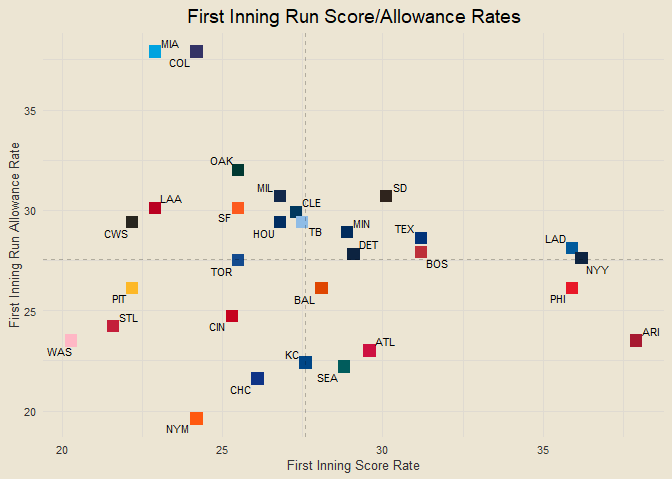 First Inning Run Score/Allowance Rates
MIA
COL
35
OAK
MIL
SD
LAA
CLE
30
SF
CWS
HOU
TB
MIN
TEX
DET
LAD
BOS
NYY
TOR
PIT
BAL
PHI
STL
25
CIN
ARI
WAS
ATL
KC
SEA
CHC
20
NYM
20
25
30
35
First Inning Score Rate
First Inning Run Allowance Rate